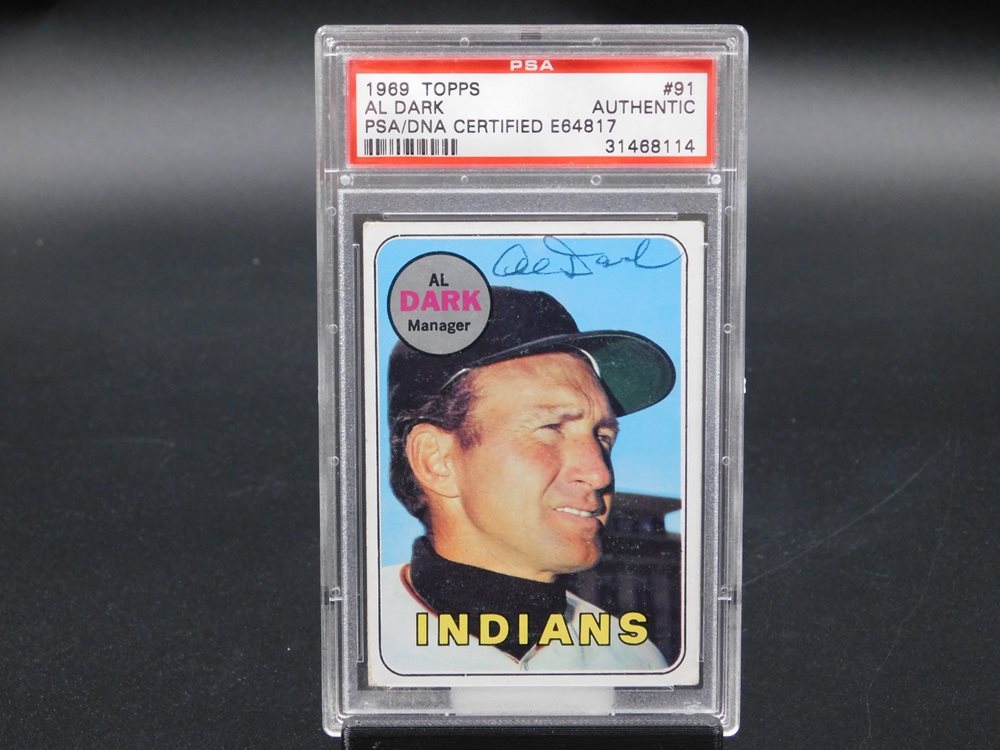 PSA
1969 TOPPS #91
AL DARK AUTHENTIC
PSA/DNA CERTIFIED E64817
31468114
Al Dark
AL
DARK
Manager
INDIANS